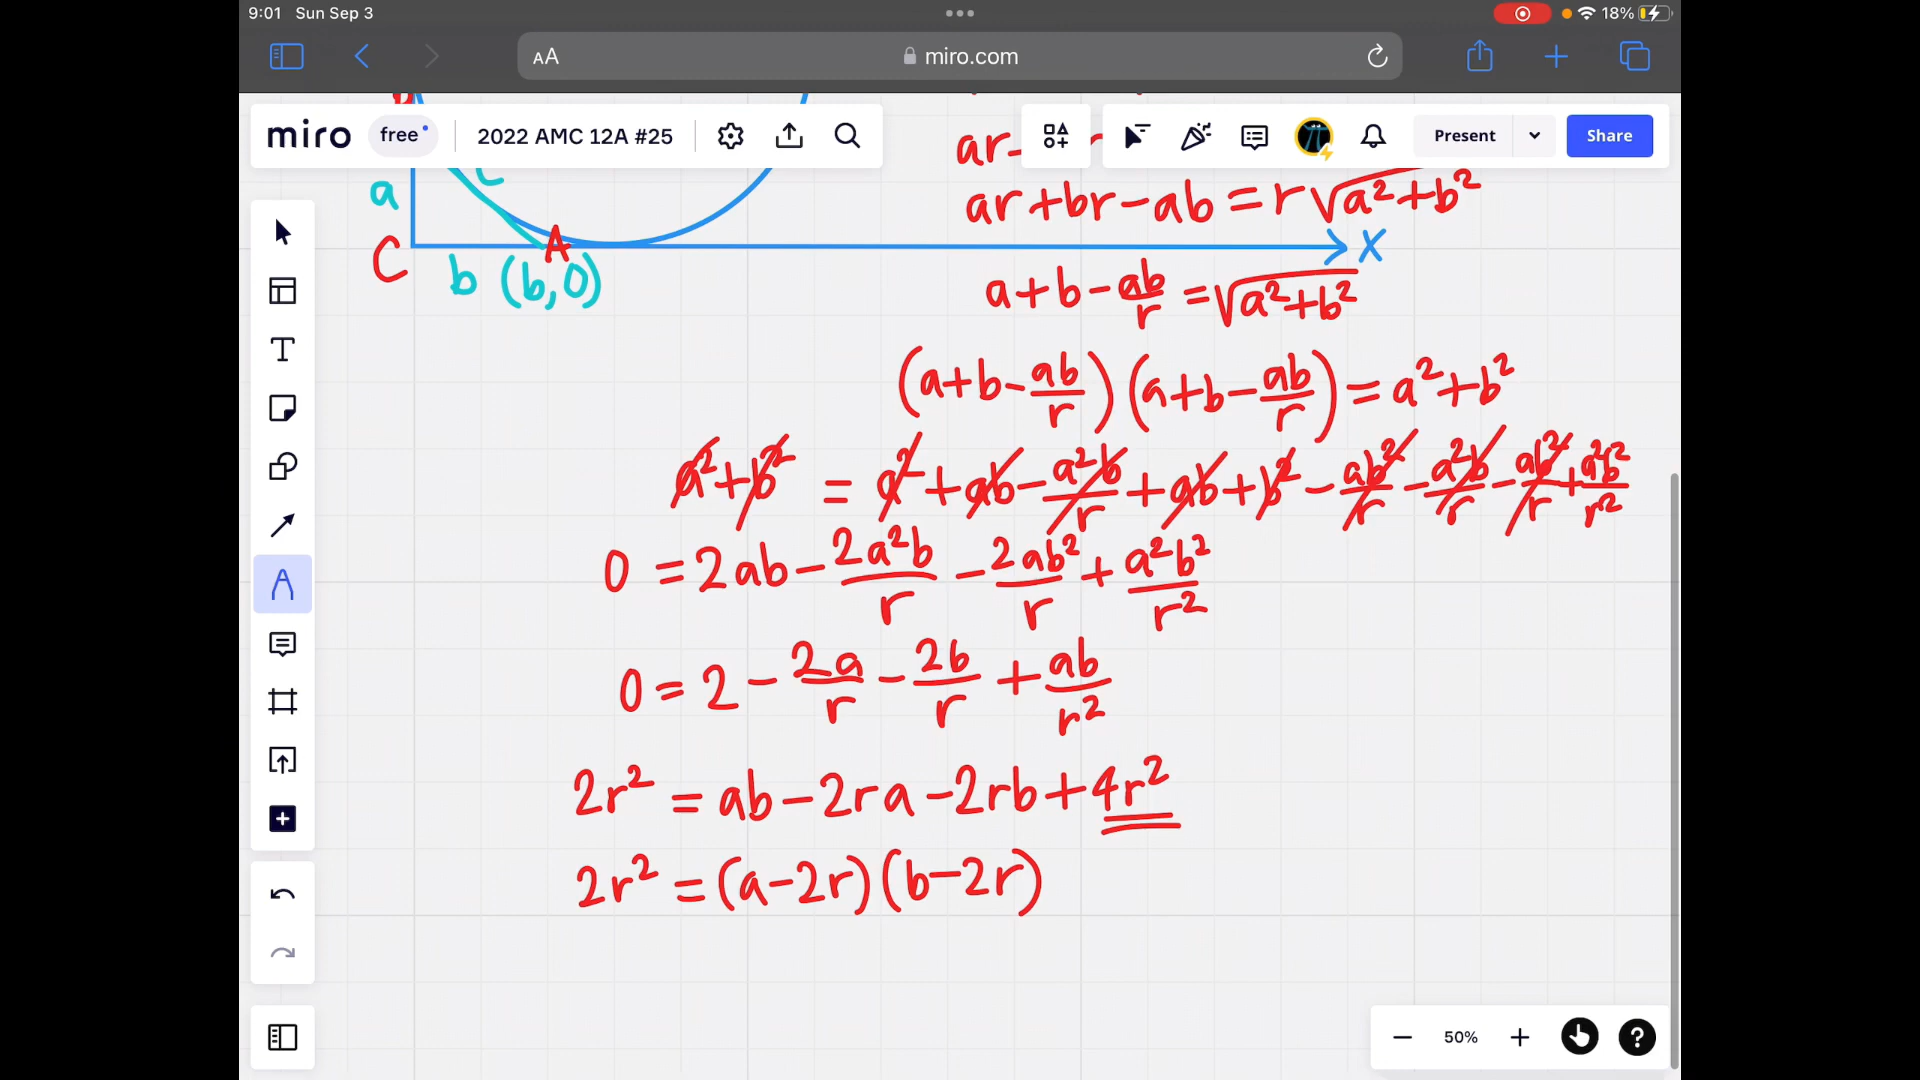 9:01 Sun Sep 3
18%
AA miro.com
miro free 2022 AMC 12A #25 Present Share
ar-
a
ar+br-ab=r√a²+b²
C A X
b (b,0)
a+b-ab/r=√a²+b²
(a+b-ab/r)(a+b-ab/r)=a²+b²
a²+b² = a²+ab-a²b/r+ab+b²-ab²/r-a²b/r-ab²/r+a²b²/r²
0 =2ab-2a²b/r-2ab²/r+a²b²/r²
0=2-2a/r-2b/r+ab/r²
2r² = ab-2ra-2rb+4r²
2r² =(a-2r)(b-2r)
50%
?